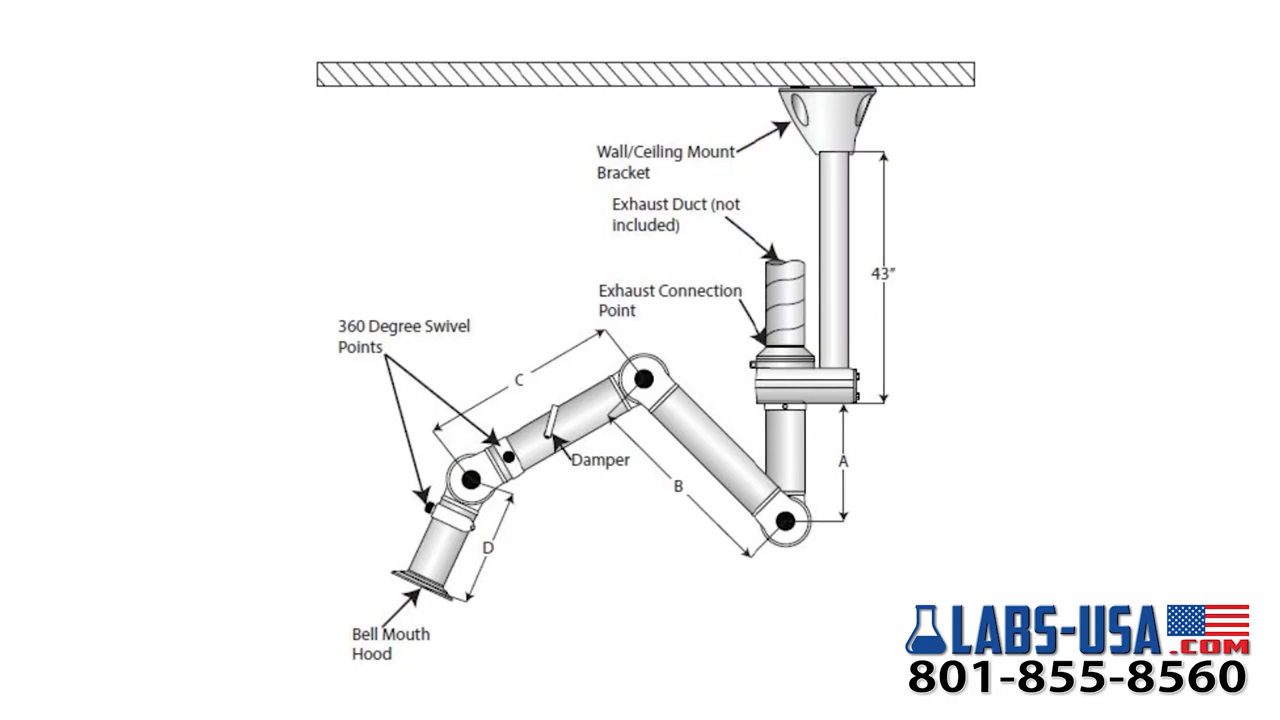 Wall/Ceiling Mount
Bracket
Exhaust Duct (not
included)
43"
Exhaust Connection
Point
360 Degree Swivel
Points
C
Damper
A
B
D
Bell Mouth
Hood
LABS-USA
.COM
801-855-8560